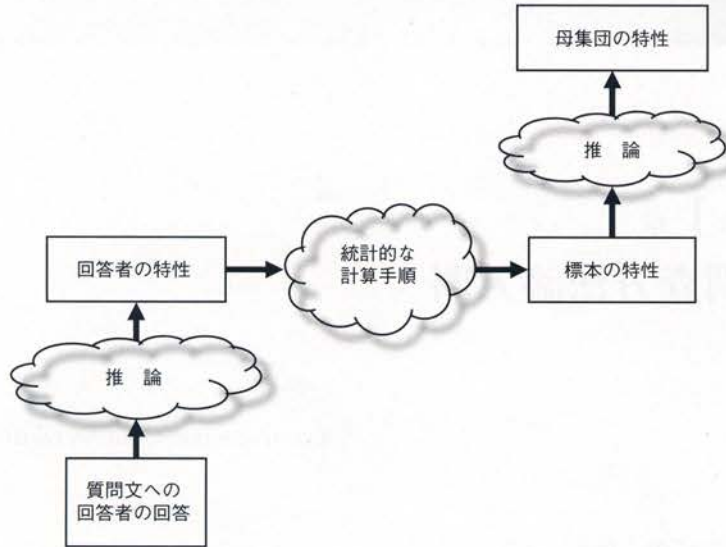 母集団の特性
推　論
回答者の特性
統計的な
計算手順
標本の特性
推　論
質問文への
回答者の回答